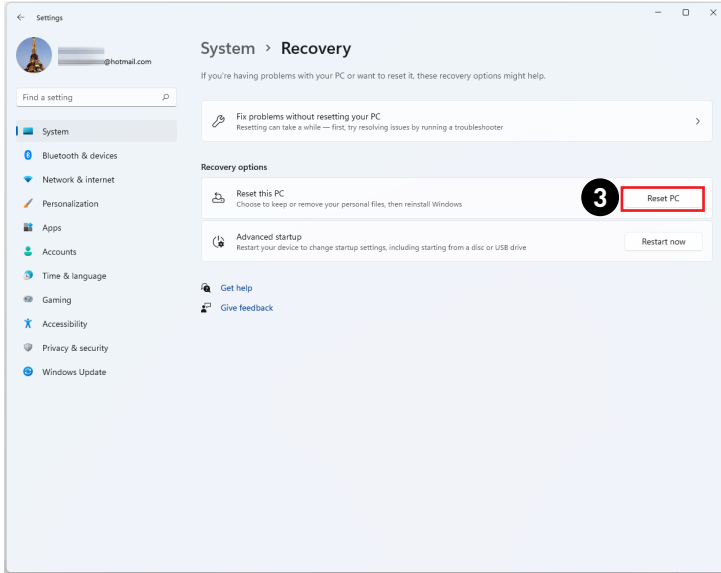 Settings
@hotmail.com
Find a setting
System
Bluetooth & devices
Network & internet
Personalization
Apps
Accounts
Time & language
Gaming
Accessibility
Privacy & security
Windows Update
System > Recovery
If you're having problems with your PC or want to reset it, these recovery options might help.
Fix problems without resetting your PC
Resetting can take a while — first, try resolving issues by running a troubleshooter
Recovery options
Reset this PC
Choose to keep or remove your personal files, then reinstall Windows
3
Reset PC
Advanced startup
Restart your device to change startup settings, including starting from a disc or USB drive
Restart now
Get help
Give feedback